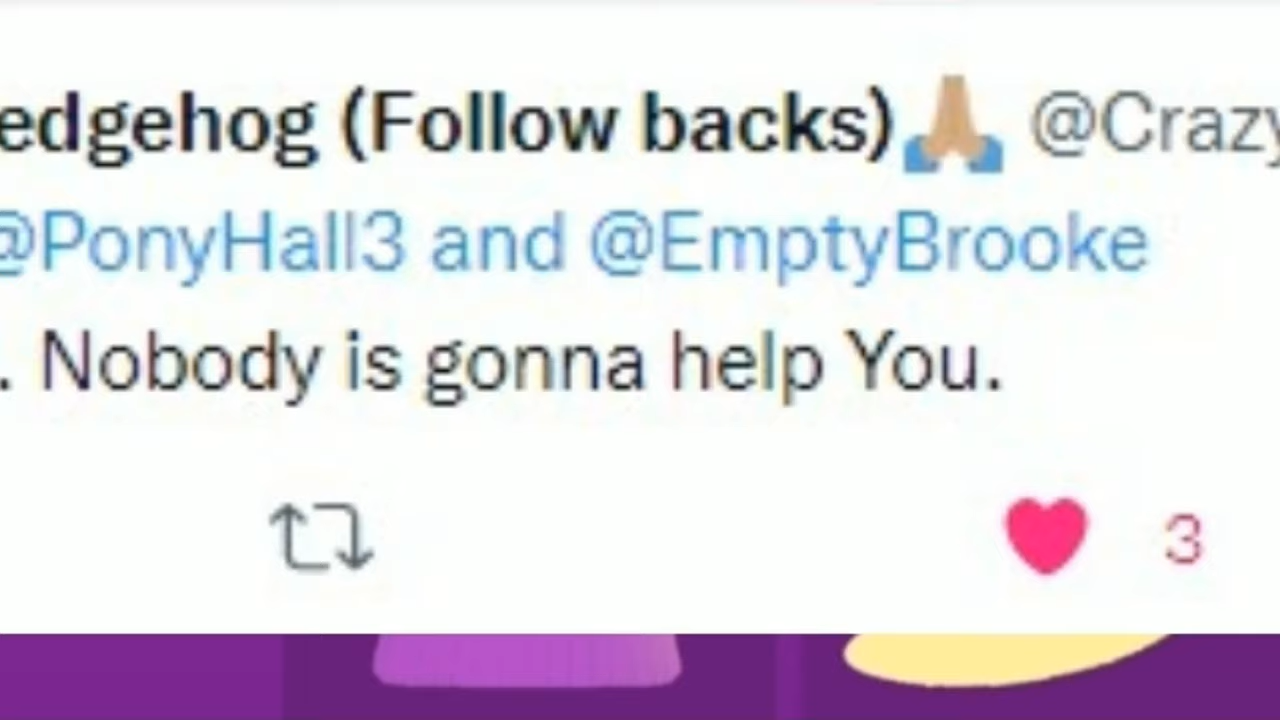 edgehog (Follow backs)🙏🏽 @Crazy
@PonyHall3 and @EmptyBrooke
. Nobody is gonna help You.
3